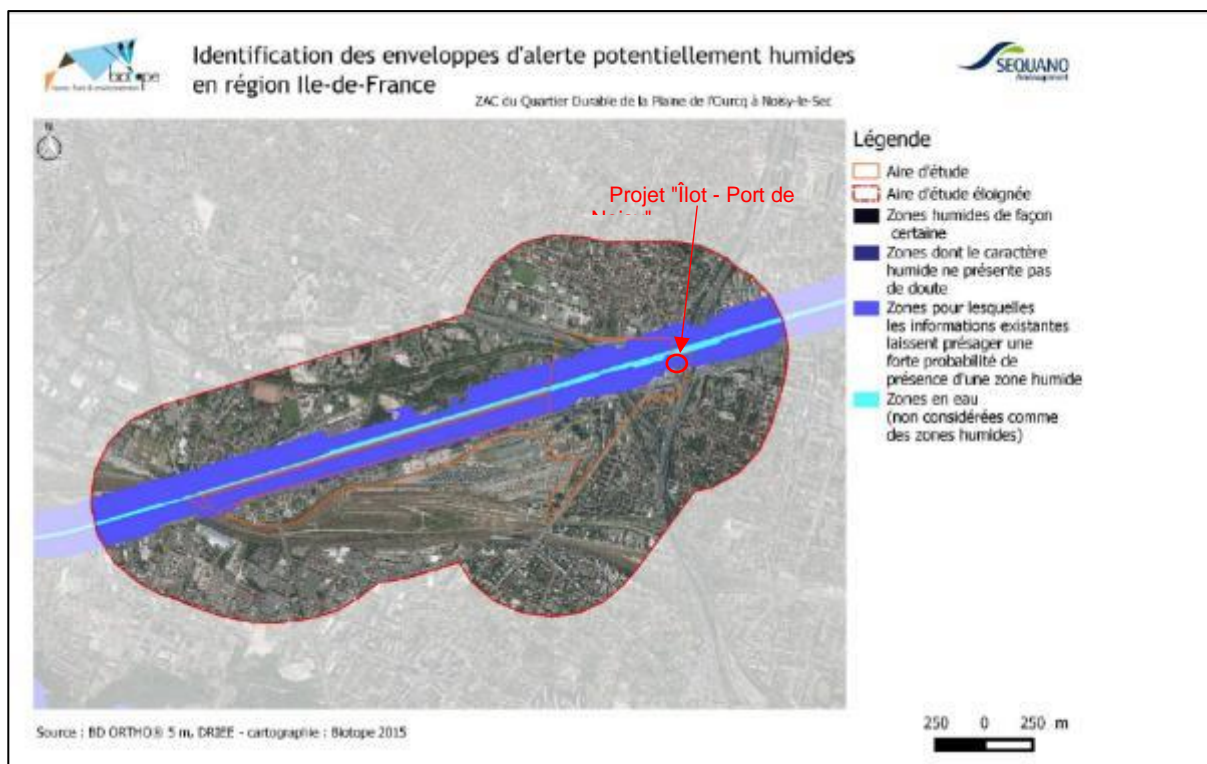 biotope
Identification des enveloppes d'alerte potentiellement humides
en région Ile-de-France
ZAC du Quartier Durable de la Plaine de l'Ourcq à Noisy-le-Sec
SEQUANO
Aménagement
N
Projet "Îlot - Port de
Légende
Aire d'étude
Aire d'étude éloignée
Zones humides de façon
certaine
Zones dont le caractère
humide ne présente pas
de doute
Zones pour lesquelles
les informations existantes
laissent présager une
forte probabilité de
présence d'une zone humide
Zones en eau
(non considérées comme
des zones humides)
Source : BD ORTHO® 5 m, DRIEE - cartographie : Biotope 2015
250 0 250 m